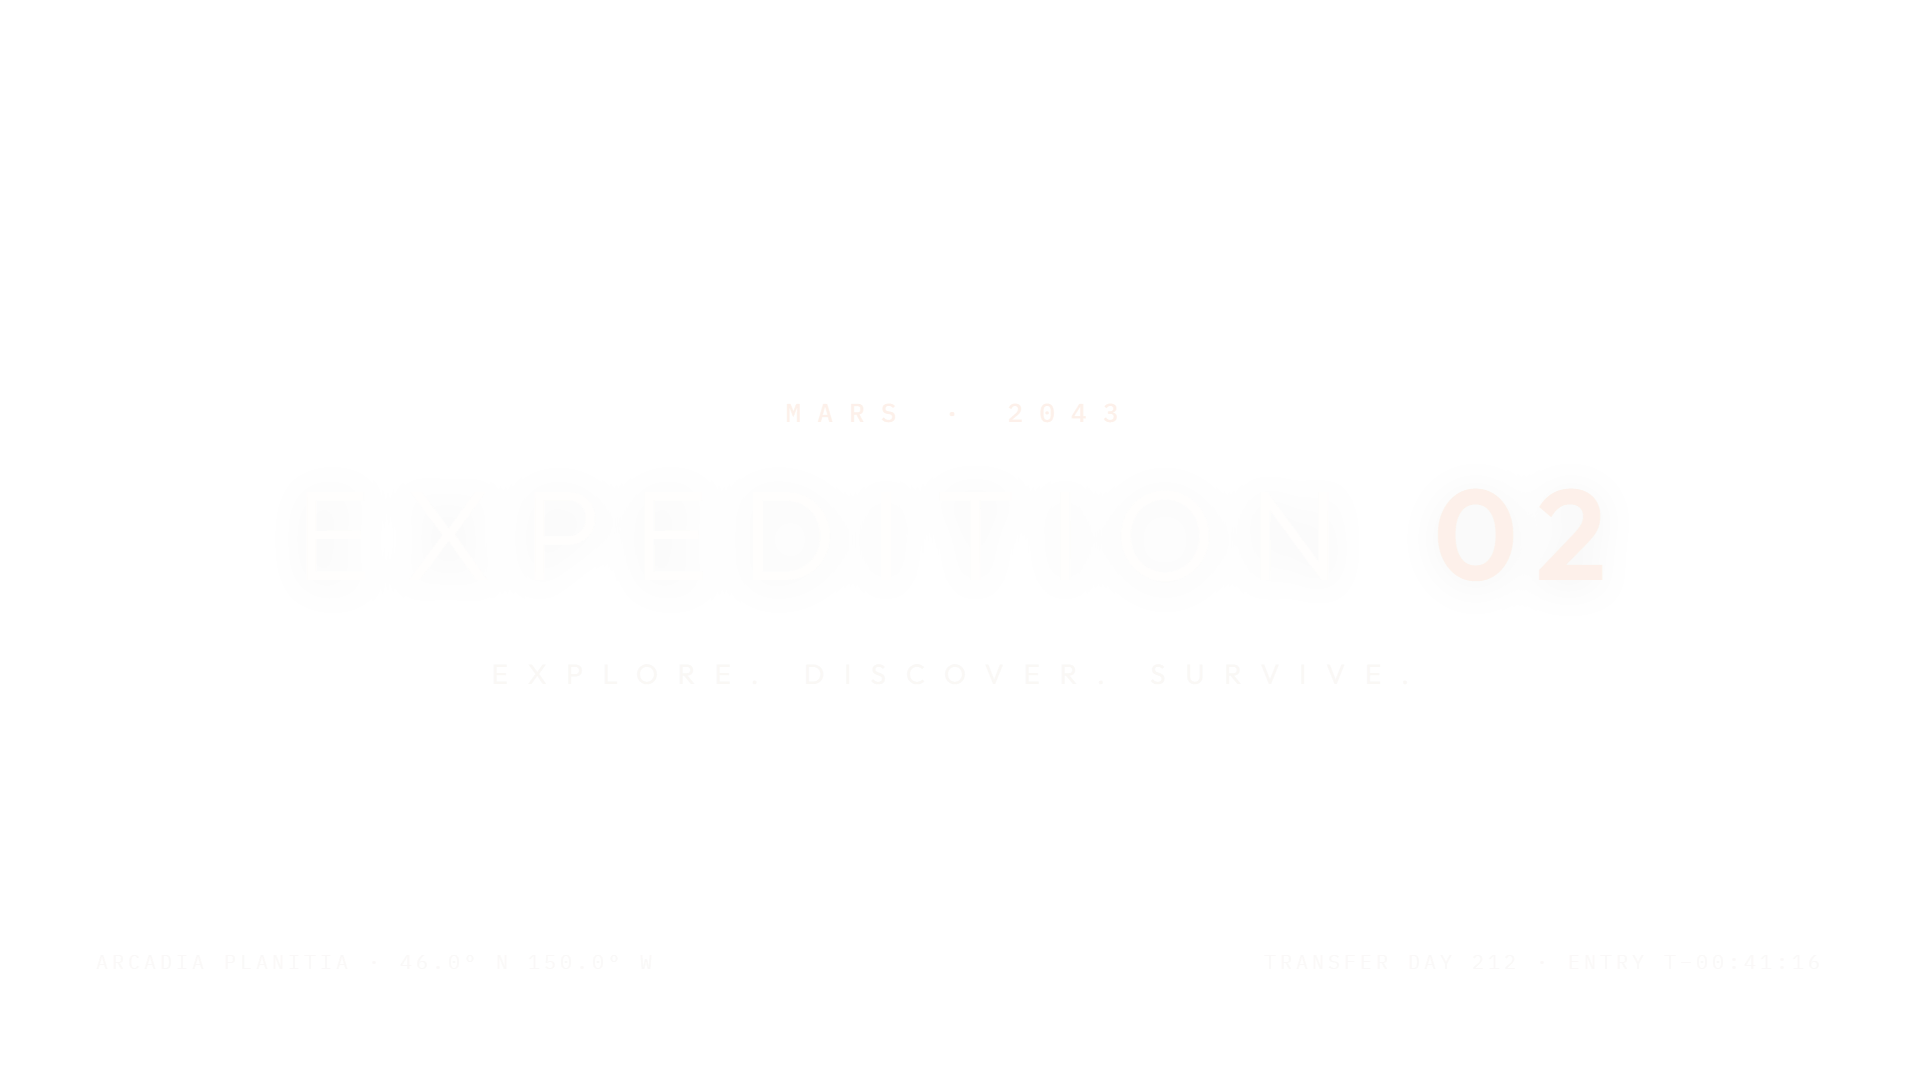 MARS · 2043
EXPEDITION 02
EXPLORE. DISCOVER. SURVIVE.
ARCADIA PLANITIA · 46.0° N 150.0° W
TRANSFER DAY 212 · ENTRY T-00:41:16